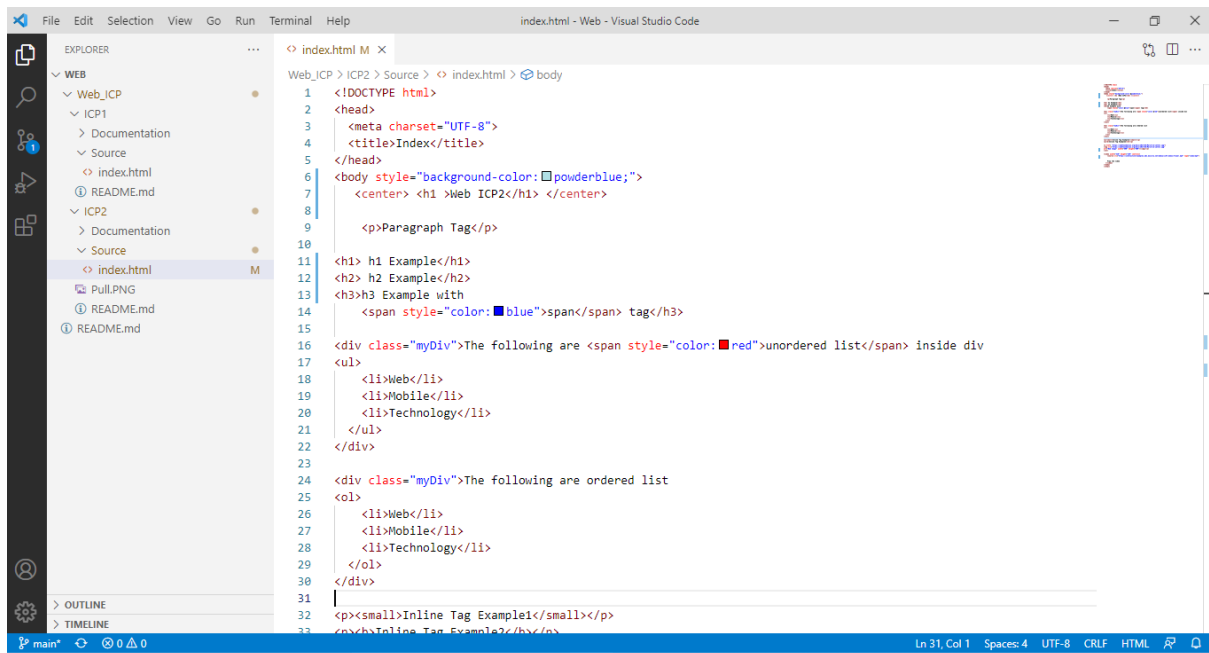 File Edit Selection View Go Run Terminal Help index.html - Web - Visual Studio Code
EXPLORER
WEB
Web_ICP
ICP1
Documentation
Source
index.html
README.md
ICP2
Documentation
Source
index.html M
Pull.PNG
README.md
README.md
OUTLINE
TIMELINE
index.html M
Web_ICP > ICP2 > Source > index.html > body
1 <!DOCTYPE html>
2 <head>
3 <meta charset="UTF-8">
4 <title>Index</title>
5 </head>
6 <body style="background-color:powderblue;">
7 <center> <h1 >Web ICP2</h1> </center>
8
9 <p>Paragraph Tag</p>
10
11 <h1> h1 Example</h1>
12 <h2> h2 Example</h2>
13 <h3>h3 Example with
14 <span style="color:blue">span</span> tag</h3>
15
16 <div class="myDiv">The following are <span style="color:red">unordered list</span> inside div
17 <ul>
18 <li>Web</li>
19 <li>Mobile</li>
20 <li>Technology</li>
21 </ul>
22 </div>
23
24 <div class="myDiv">The following are ordered list
25 <ol>
26 <li>Web</li>
27 <li>Mobile</li>
28 <li>Technology</li>
29 </ol>
30 </div>
31
32 <p><small>Inline Tag Example1</small></p>
33 <p><b>Inline Tag Example2</b></p>
1
main* 0 0 Ln 31, Col 1 Spaces: 4 UTF-8 CRLF HTML